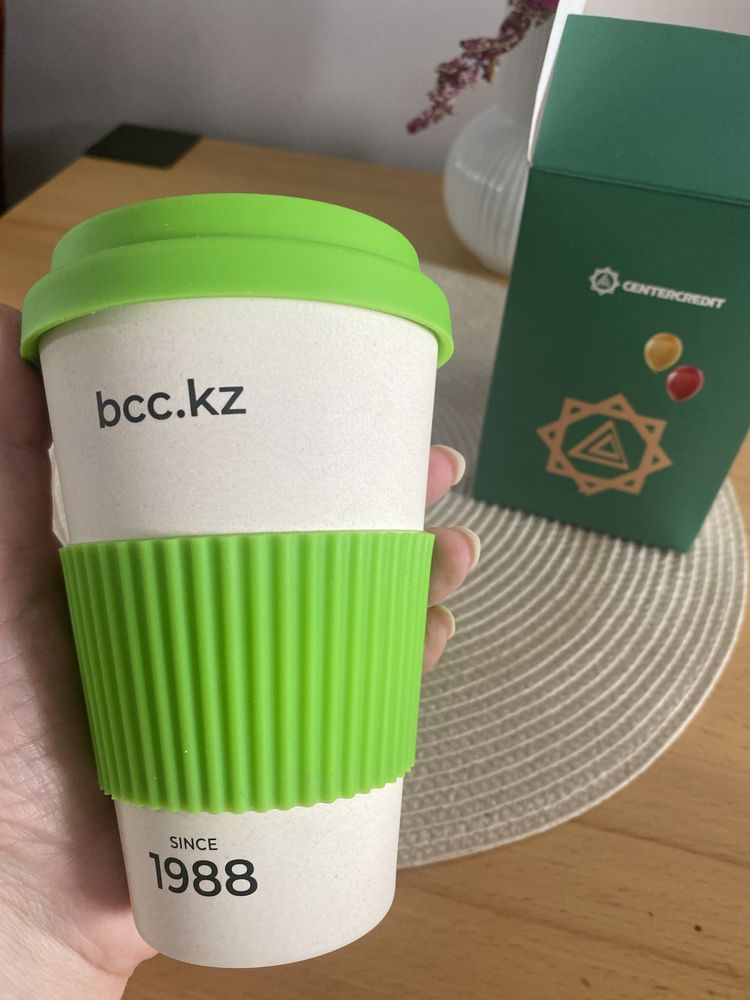 bcc.kz
SINCE
1988
CENTERCREDIT